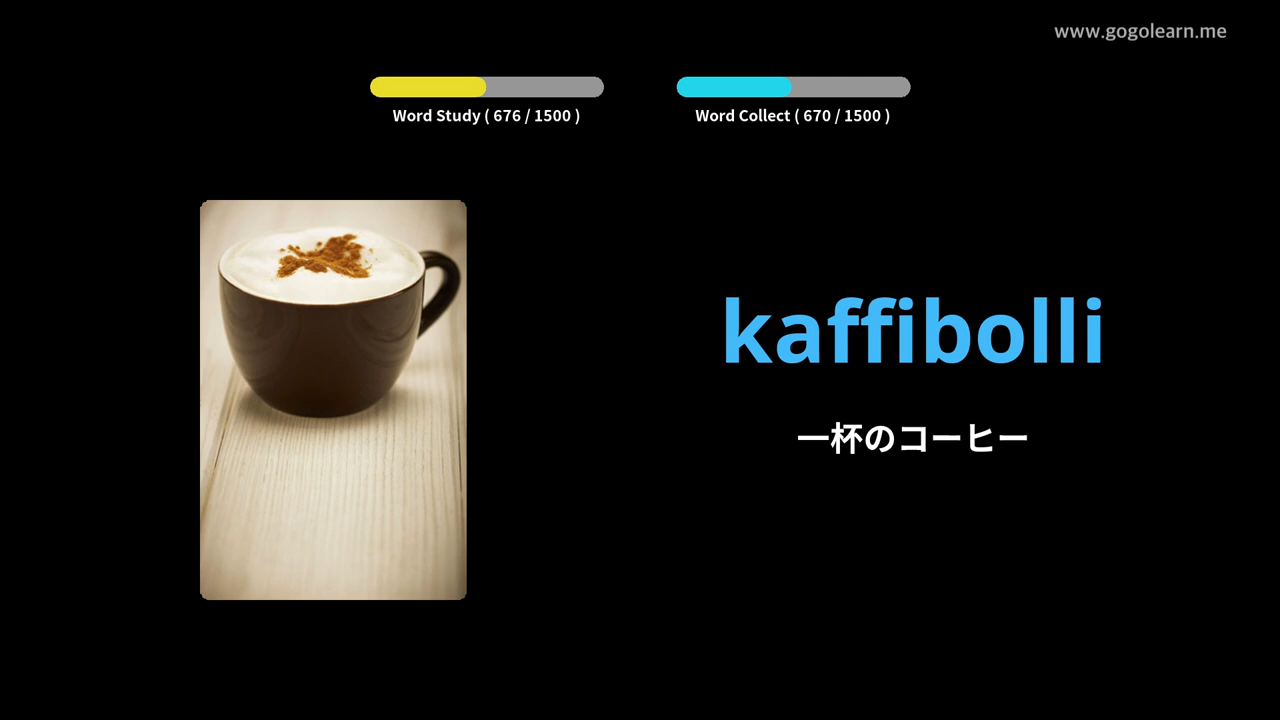 www.gogolearn.me
Word Study ( 676 / 1500 )
Word Collect ( 670 / 1500 )
kaffibolli
一杯のコーヒー